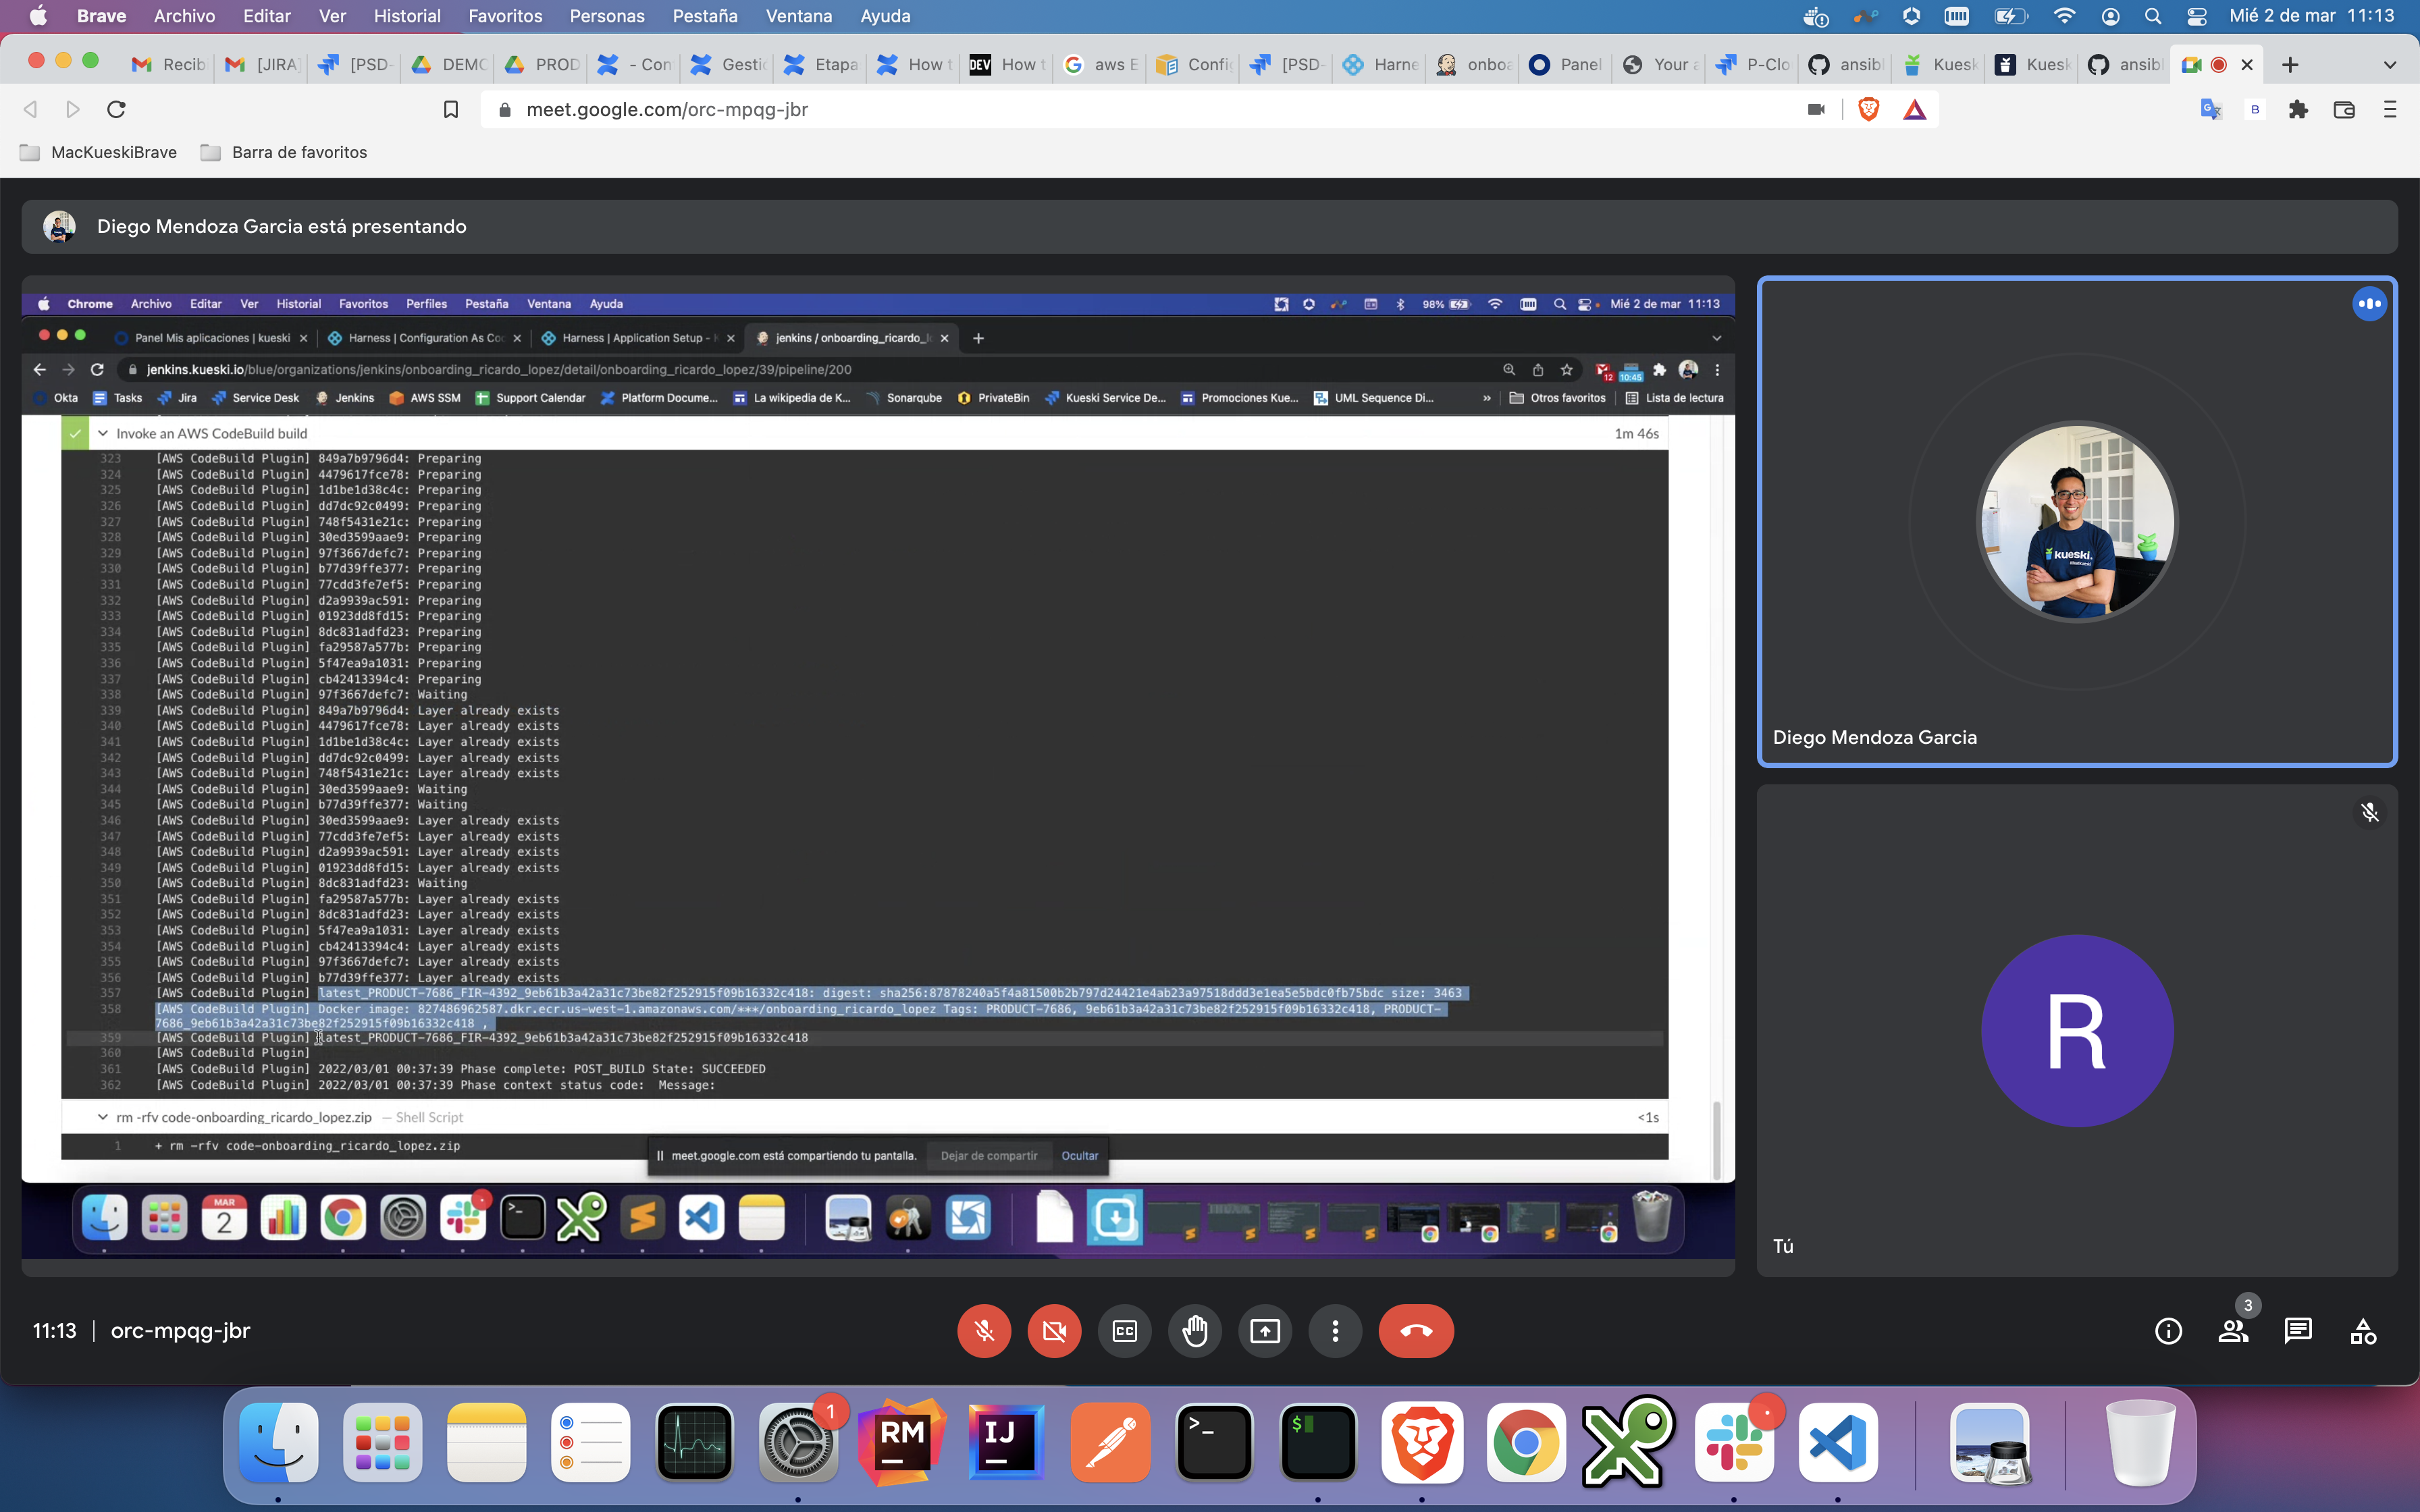 Brave Archivo Editar Ver Historial Favoritos Personas Pestaña Ventana Ayuda Mié 2 de mar 11:13
Recib [JIRA] [PSD- DEMO PROD - Con Gestic Etapa How t DEV How t aws E Config [PSD- Harne onboa Panel Your a P-Clo ansibl Kuesk Kuesk ansibl
meet.google.com/orc-mpqg-jbr
MacKueskiBrave Barra de favoritos
Diego Mendoza Garcia está presentando
Chrome Archivo Editar Ver Historial Favoritos Perfiles Pestaña Ventana Ayuda 98% Mié 2 de mar 11:13
Panel Mis aplicaciones | kueski Harness | Configuration As Co Harness | Application Setup - jenkins / onboarding_ricardo_l
jenkins.kueski.io/blue/organizations/jenkins/onboarding_ricardo_lopez/detail/onboarding_ricardo_lopez/39/pipeline/200 12 10:45
Okta Tasks Jira Service Desk Jenkins AWS SSM Support Calendar Platform Docume... La wikipedia de K... Sonarqube PrivateBin Kueski Service De... Promociones Kue... UML Sequence Di... » Otros favoritos Lista de lectura
Invoke an AWS CodeBuild build 1m 46s
323 [AWS CodeBuild Plugin] 849a7b9796d4: Preparing
324 [AWS CodeBuild Plugin] 4479617fce78: Preparing
325 [AWS CodeBuild Plugin] 1d1be1d38c4c: Preparing
326 [AWS CodeBuild Plugin] dd7dc92c0499: Preparing
327 [AWS CodeBuild Plugin] 748f5431e21c: Preparing
328 [AWS CodeBuild Plugin] 30ed3599aae9: Preparing
329 [AWS CodeBuild Plugin] 97f3667defc7: Preparing
330 [AWS CodeBuild Plugin] b77d39ffe377: Preparing
331 [AWS CodeBuild Plugin] 77cdd3fe7ef5: Preparing
332 [AWS CodeBuild Plugin] d2a9939ac591: Preparing
333 [AWS CodeBuild Plugin] 01923dd8fd15: Preparing
334 [AWS CodeBuild Plugin] 8dc831adfd23: Preparing
335 [AWS CodeBuild Plugin] fa29587a577b: Preparing
336 [AWS CodeBuild Plugin] 5f47ea9a1031: Preparing
337 [AWS CodeBuild Plugin] cb42413394c4: Preparing
338 [AWS CodeBuild Plugin] 97f3667defc7: Waiting
339 [AWS CodeBuild Plugin] 849a7b9796d4: Layer already exists
340 [AWS CodeBuild Plugin] 4479617fce78: Layer already exists
341 [AWS CodeBuild Plugin] 1d1be1d38c4c: Layer already exists
342 [AWS CodeBuild Plugin] dd7dc92c0499: Layer already exists
343 [AWS CodeBuild Plugin] 748f5431e21c: Layer already exists
344 [AWS CodeBuild Plugin] 30ed3599aae9: Waiting
345 [AWS CodeBuild Plugin] b77d39ffe377: Waiting
346 [AWS CodeBuild Plugin] 30ed3599aae9: Layer already exists
347 [AWS CodeBuild Plugin] 77cdd3fe7ef5: Layer already exists
348 [AWS CodeBuild Plugin] d2a9939ac591: Layer already exists
349 [AWS CodeBuild Plugin] 01923dd8fd15: Layer already exists
350 [AWS CodeBuild Plugin] 8dc831adfd23: Waiting
351 [AWS CodeBuild Plugin] fa29587a577b: Layer already exists
352 [AWS CodeBuild Plugin] 8dc831adfd23: Layer already exists
353 [AWS CodeBuild Plugin] 5f47ea9a1031: Layer already exists
354 [AWS CodeBuild Plugin] cb42413394c4: Layer already exists
355 [AWS CodeBuild Plugin] 97f3667defc7: Layer already exists
356 [AWS CodeBuild Plugin] b77d39ffe377: Layer already exists
357 [AWS CodeBuild Plugin] latest_PRODUCT-7686_FIR-4392_9eb61b3a42a31c73be82f252915f09b16332c418: digest: sha256:87878240a5f4a81500b2b797d24421e4ab23a97518ddd3e1ea5e5bdc0fb75bdc size: 3463
358 [AWS CodeBuild Plugin] Docker image: 827486962587.dkr.ecr.us-west-1.amazonaws.com/***/onboarding_ricardo_lopez Tags: PRODUCT-7686, 9eb61b3a42a31c73be82f252915f09b16332c418, PRODUCT-
7686_9eb61b3a42a31c73be82f252915f09b16332c418 ,
359 [AWS CodeBuild Plugin] latest_PRODUCT-7686_FIR-4392_9eb61b3a42a31c73be82f252915f09b16332c418
360 [AWS CodeBuild Plugin]
361 [AWS CodeBuild Plugin] 2022/03/01 00:37:39 Phase complete: POST_BUILD State: SUCCEEDED
362 [AWS CodeBuild Plugin] 2022/03/01 00:37:39 Phase context status code: Message:
rm -rfv code-onboarding_ricardo_lopez.zip — Shell Script <1s
1 + rm -rfv code-onboarding_ricardo_lopez.zip
meet.google.com está compartiendo tu pantalla. Dejar de compartir Ocultar
MAR
2
kueski.
Diego Mendoza Garcia
R
Tú
11:13 | orc-mpqg-jbr
CC
3
1
RM
IJ
>_
$